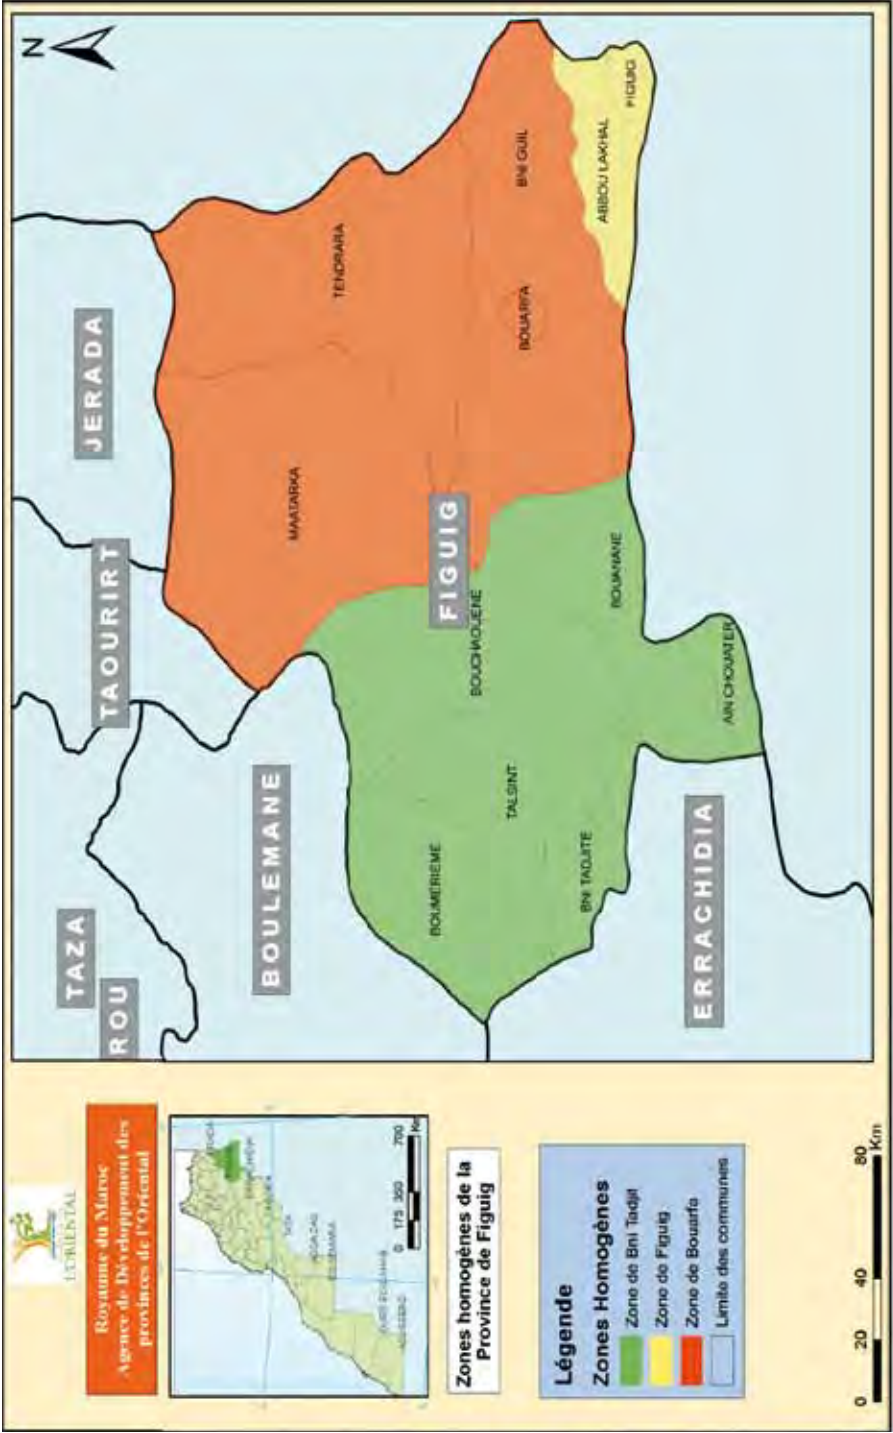 L'ORIENTAL
Royaume du Maroc
Agence de Développement des
provinces de l'Oriental
0 175 350 700
Km
Zones homogènes de la
Province de Figuig
Légende
Zones Homogènes
Zone de Bni Tadjit
Zone de Figuig
Zone de Bouarfa
Limite des communes
0 20 40 80
Km
N
TAZA
ROU
TAOURIRT
JERADA
BOULEMANE
FIGUIG
ERRACHIDIA
MAATARKA
TENDRARA
BOUARFA
BNI GUIL
ABBOU LAKHAL
FIGUIG
BOUCHAOUENE
BOUANANE
AIN CHOUATER
TALSINT
BOUMERIEME
BNI TADJITE